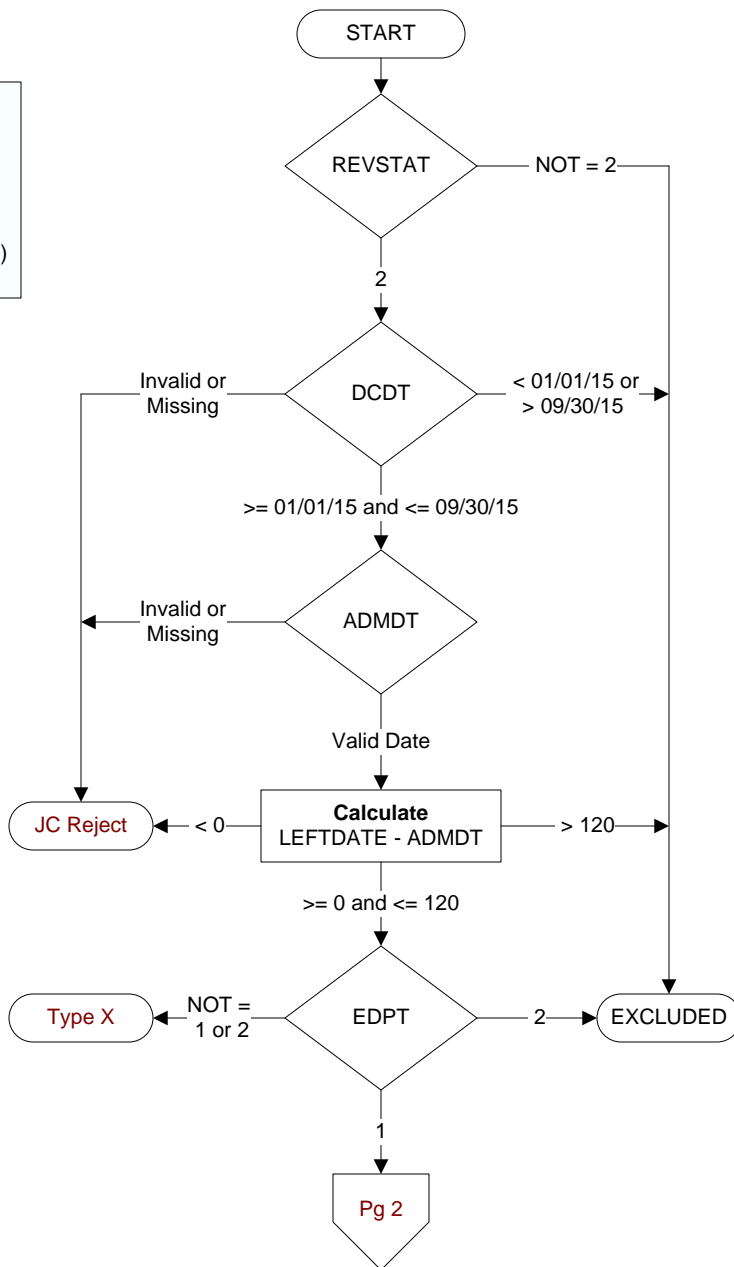 START
REVSTAT
NOT = 2
)
2
Invalid or
Missing
DCDT
< 01/01/15 or
> 09/30/15
>= 01/01/15 and <= 09/30/15
Invalid or
Missing
ADMDT
Valid Date
JC Reject
< 0
Calculate
LEFTDATE - ADMDT
> 120
>= 0 and <= 120
Type X
NOT =
1 or 2
EDPT
2
EXCLUDED
1
Pg 2